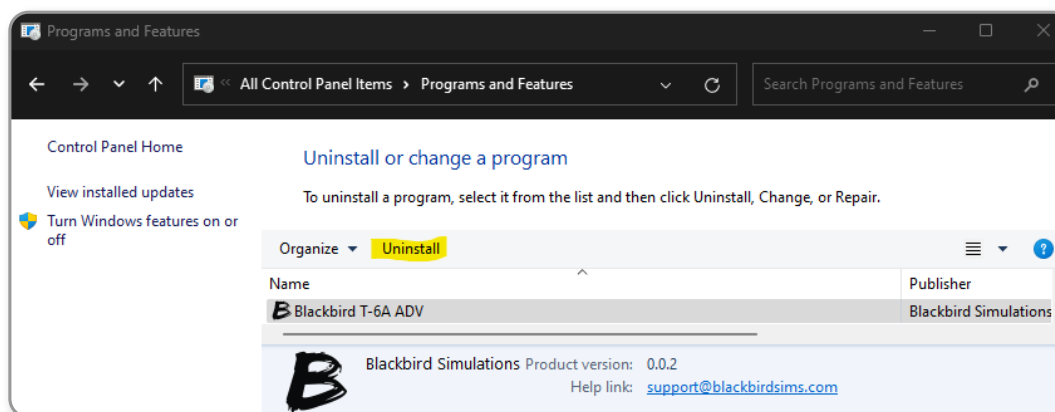 Programs and Features
All Control Panel Items > Programs and Features
Search Programs and Features
Control Panel Home
View installed updates
Turn Windows features on or
off
Uninstall or change a program
To uninstall a program, select it from the list and then click Uninstall, Change, or Repair.
Organize Uninstall
Name Publisher
Blackbird T-6A ADV Blackbird Simulations
Blackbird Simulations Product version: 0.0.2
Help link: support@blackbirdsims.com